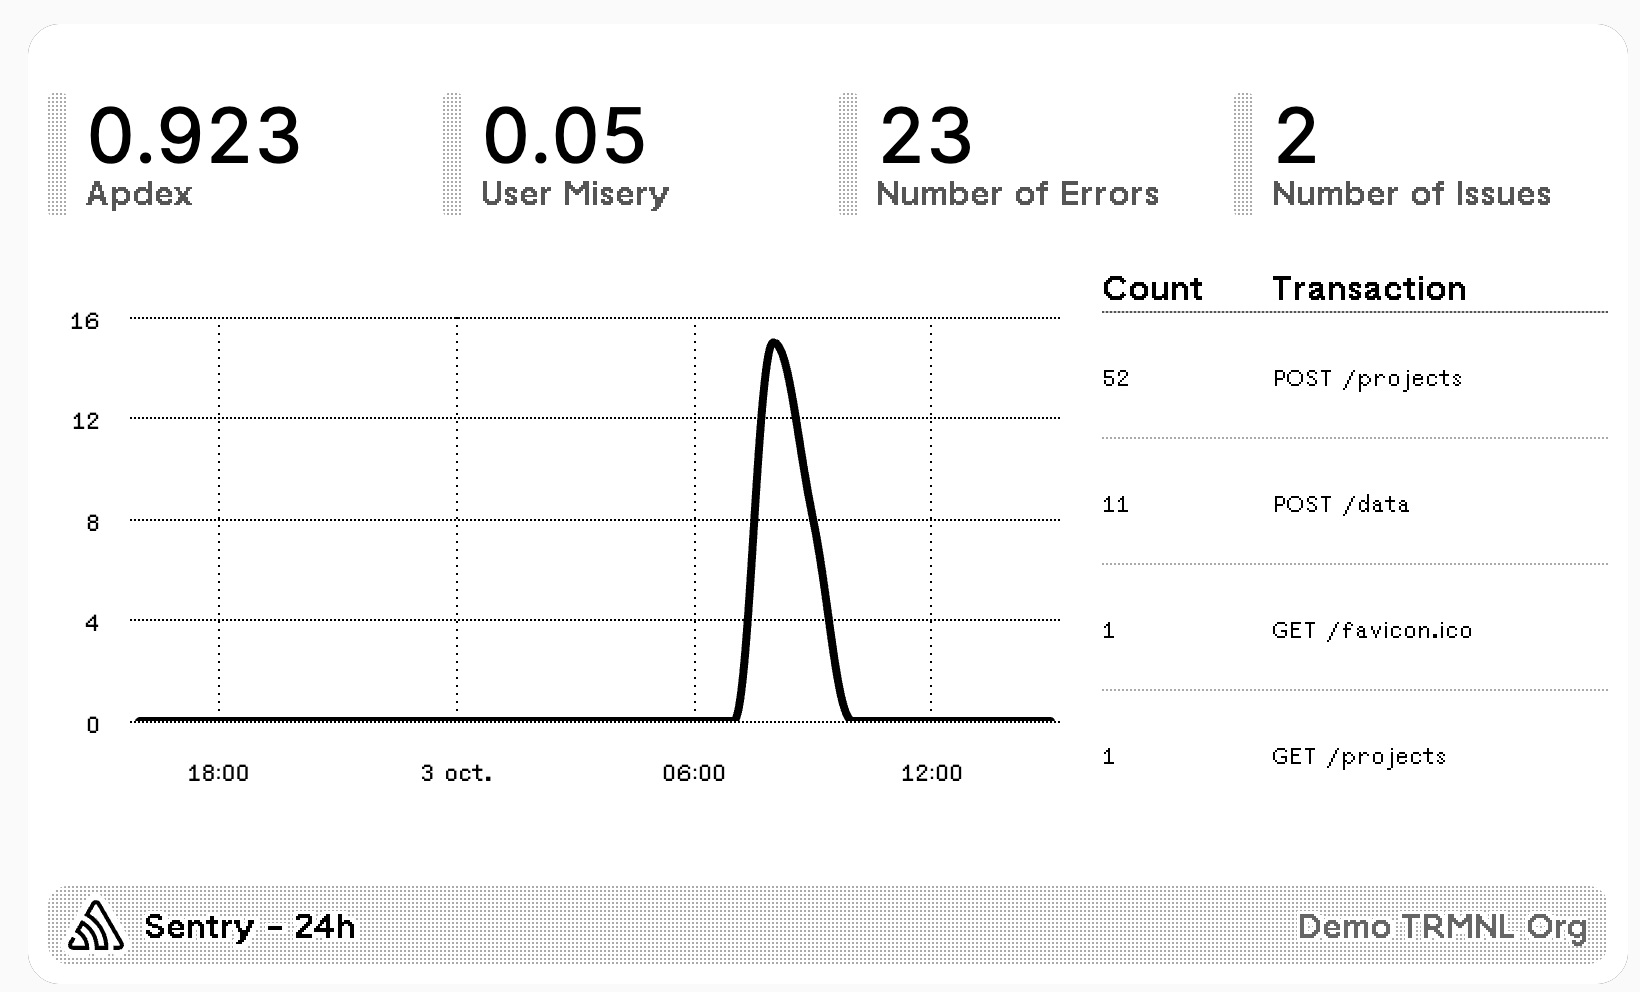 0.923
Apdex
0.05
User Misery
23
Number of Errors
2
Number of Issues
16
12
8
4
0
18:00
3 oct.
06:00
12:00
Count Transaction
52 POST /projects
11 POST /data
1 GET /favicon.ico
1 GET /projects
Sentry - 24h
Demo TRMNL Org